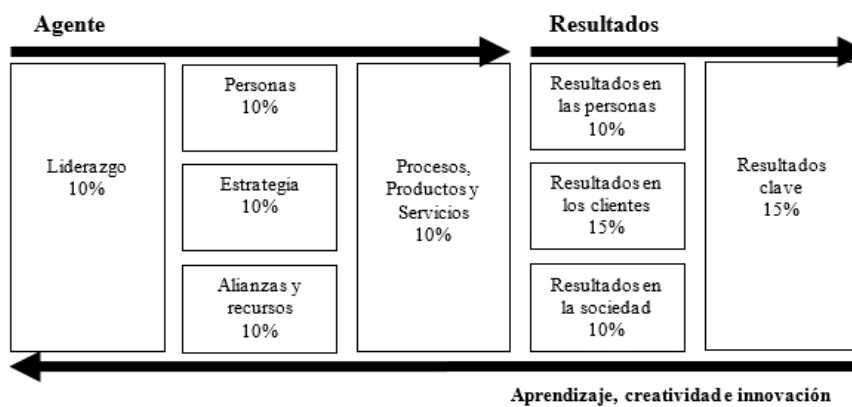 Agente
Resultados
Liderazgo
10%
Personas
10%
Estrategia
10%
Alianzas y
recursos
10%
Procesos,
Productos y
Servicios
10%
Resultados en
las personas
10%
Resultados en
los clientes
15%
Resultados en
la sociedad
10%
Resultados
clave
15%
Aprendizaje, creatividad e innovación